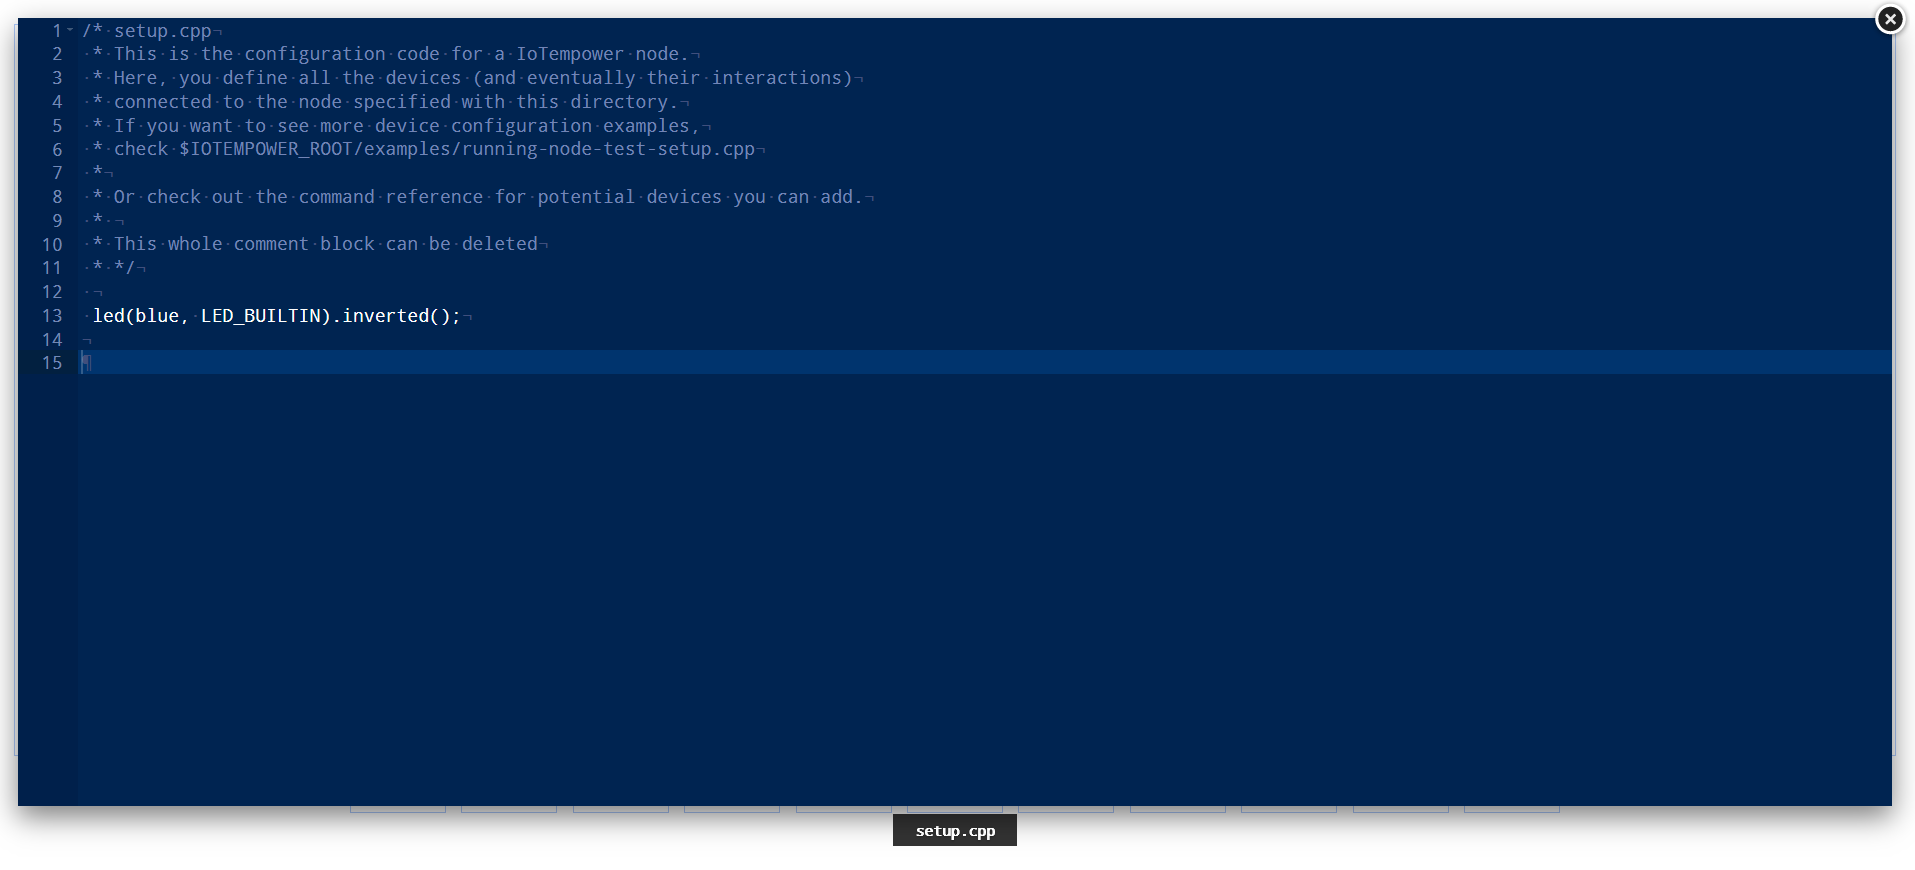 1 /* setup.cpp¬
2  * This is the configuration code for a IoTempower node.¬
3  * Here, you define all the devices (and eventually their interactions)¬
4  * connected to the node specified with this directory.¬
5  * If you want to see more device configuration examples,¬
6  * check $IOTEMPOWER_ROOT/examples/running-node-test-setup.cpp¬
7  *¬
8  * Or check out the command reference for potential devices you can add.¬
9  * ¬
10  * This whole comment block can be deleted¬
11  * */¬
12  ¬
13  led(blue, LED_BUILTIN).inverted();¬
14 ¬
15 ¶
setup.cpp